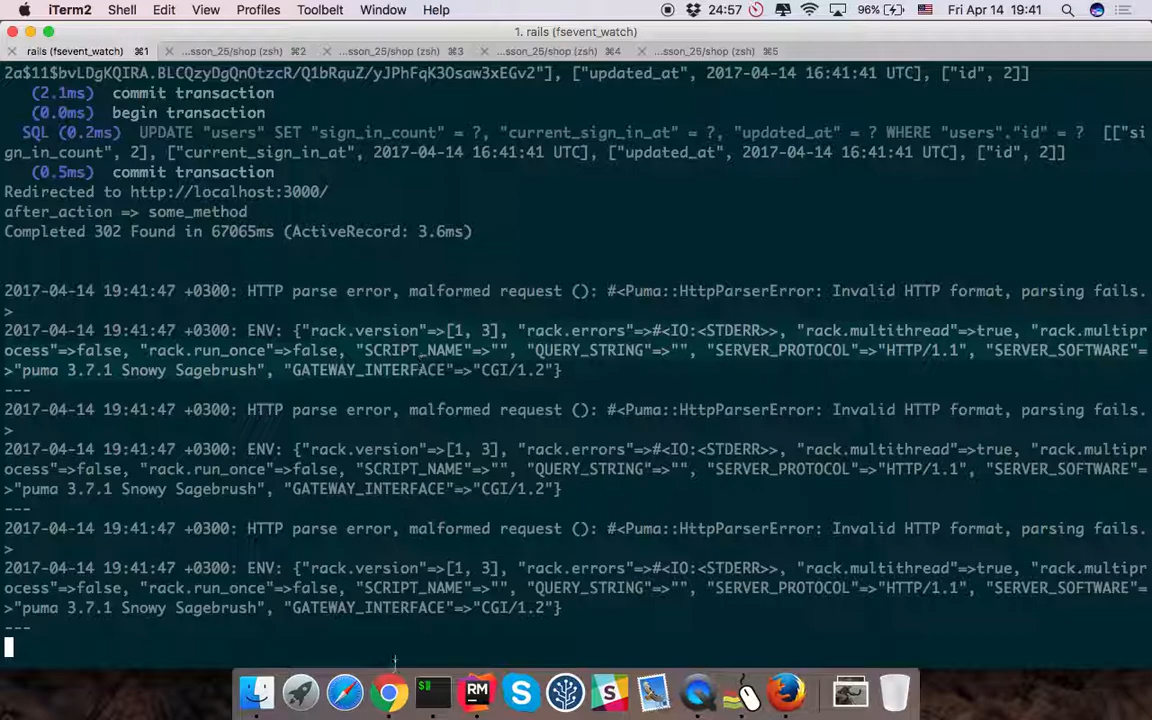 iTerm2 Shell Edit View Profiles Toolbelt Window Help 24:57 96% Fri Apr 14 19:41
1. rails (fsevent_watch)
rails (fsevent_watch) ⌘1 ...sson_25/shop (zsh) ⌘2 ...sson_25/shop (zsh) ⌘3 ...sson_25/shop (zsh) ⌘4 ...sson_25/shop (zsh) ⌘5
2a$11$bvLDgKQIRA.BLCQzyDgQnOtzcR/Q1bRquZ/yJPhFqK3Osaw3xEGv2"], ["updated_at", 2017-04-14 16:41:41 UTC], ["id", 2]]
(2.1ms) commit transaction
(0.0ms) begin transaction
SQL (0.2ms) UPDATE "users" SET "sign_in_count" = ?, "current_sign_in_at" = ?, "updated_at" = ? WHERE "users"."id" = ? [["si
gn_in_count", 2], ["current_sign_in_at", 2017-04-14 16:41:41 UTC], ["updated_at", 2017-04-14 16:41:41 UTC], ["id", 2]]
(0.5ms) commit transaction
Redirected to http://localhost:3000/
after_action => some_method
Completed 302 Found in 67065ms (ActiveRecord: 3.6ms)
2017-04-14 19:41:47 +0300: HTTP parse error, malformed request (): #<Puma::HttpParserError: Invalid HTTP format, parsing fails.
>
2017-04-14 19:41:47 +0300: ENV: {"rack.version"=>[1, 3], "rack.errors"=>#<IO:<STDERR>>, "rack.multithread"=>true, "rack.multipr
ocess"=>false, "rack.run_once"=>false, "SCRIPT_NAME"=>"", "QUERY_STRING"=>"", "SERVER_PROTOCOL"=>"HTTP/1.1", "SERVER_SOFTWARE"=
>"puma 3.7.1 Snowy Sagebrush", "GATEWAY_INTERFACE"=>"CGI/1.2"}
---
2017-04-14 19:41:47 +0300: HTTP parse error, malformed request (): #<Puma::HttpParserError: Invalid HTTP format, parsing fails.
>
2017-04-14 19:41:47 +0300: ENV: {"rack.version"=>[1, 3], "rack.errors"=>#<IO:<STDERR>>, "rack.multithread"=>true, "rack.multipr
ocess"=>false, "rack.run_once"=>false, "SCRIPT_NAME"=>"", "QUERY_STRING"=>"", "SERVER_PROTOCOL"=>"HTTP/1.1", "SERVER_SOFTWARE"=
>"puma 3.7.1 Snowy Sagebrush", "GATEWAY_INTERFACE"=>"CGI/1.2"}
---
2017-04-14 19:41:47 +0300: HTTP parse error, malformed request (): #<Puma::HttpParserError: Invalid HTTP format, parsing fails.
>
2017-04-14 19:41:47 +0300: ENV: {"rack.version"=>[1, 3], "rack.errors"=>#<IO:<STDERR>>, "rack.multithread"=>true, "rack.multipr
ocess"=>false, "rack.run_once"=>false, "SCRIPT_NAME"=>"", "QUERY_STRING"=>"", "SERVER_PROTOCOL"=>"HTTP/1.1", "SERVER_SOFTWARE"=
>"puma 3.7.1 Snowy Sagebrush", "GATEWAY_INTERFACE"=>"CGI/1.2"}
---
$ RM S